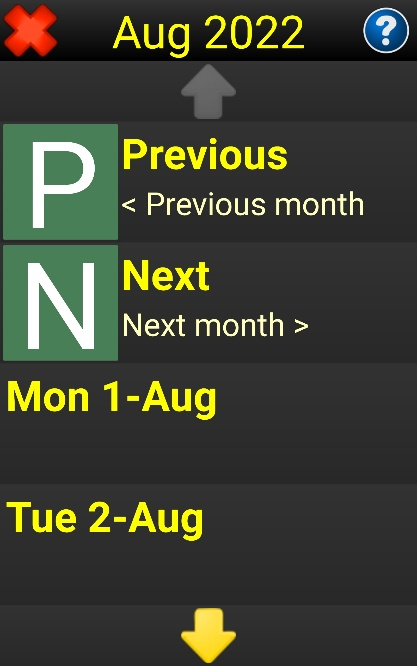 Aug 2022
?
P
Previous
< Previous month
N
Next
Next month >
Mon 1-Aug
Tue 2-Aug